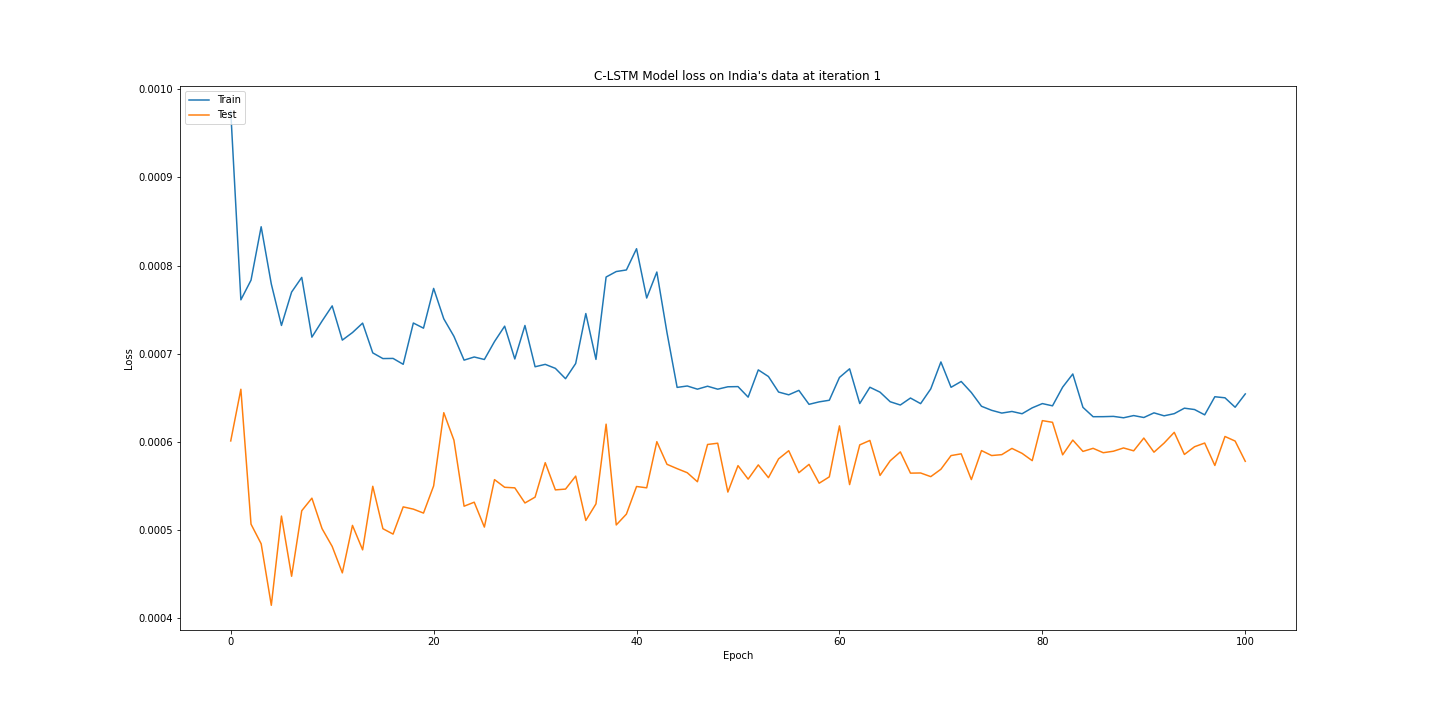 C-LSTM Model loss on India's data at iteration 1
0.0010
Train
Test
0.0009
0.0008
0.0007
Loss
0.0006
0.0005
0.0004
0 20 40 60 80 100
Epoch